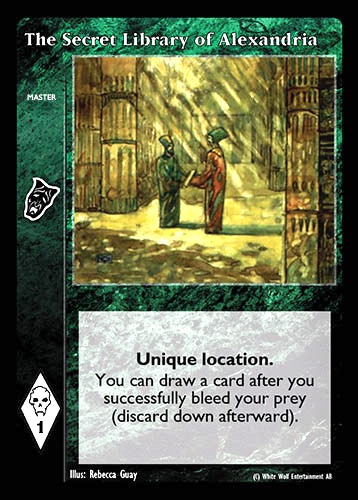 The Secret Library of Alexandria
MASTER
Unique location.
You can draw a card after you
successfully bleed your prey
(discard down afterward).
1
Illus: Rebecca Guay
(C) White Wolf Entertainment AB